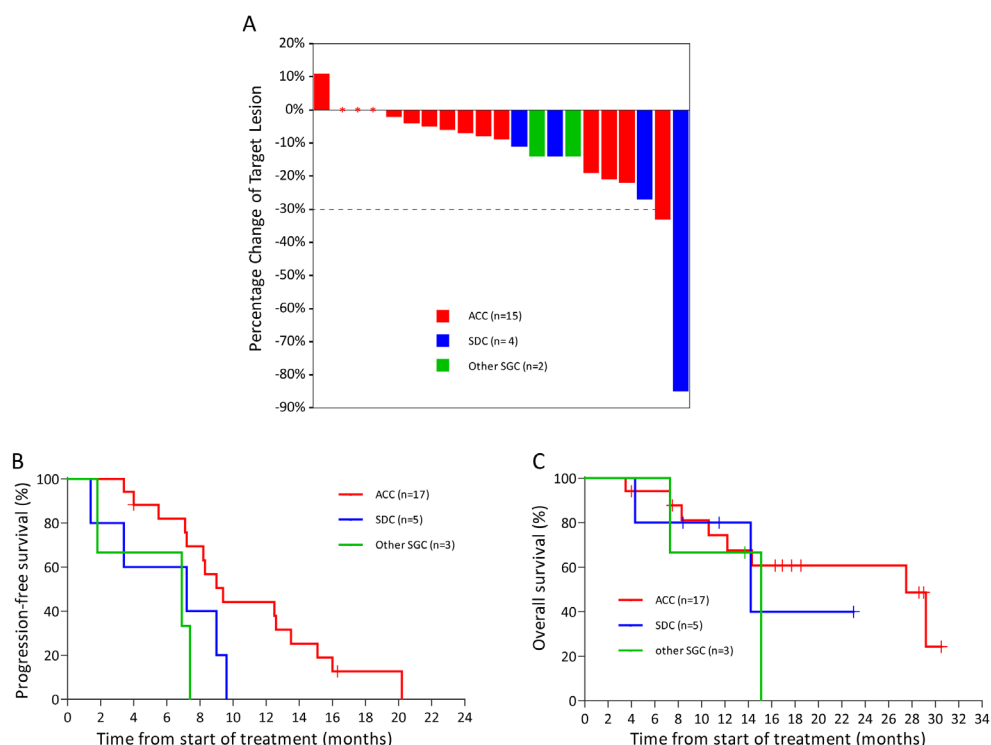 A
Percentage Change of Target Lesion
20%
10%
0%
* * *
-10%
-20%
-30%
-40%
-50%
-60%
-70%
-80%
-90%
ACC (n=15)
SDC (n= 4)
Other SGC (n=2)
B
Progression-free survival (%)
100
80
60
40
20
0
ACC (n=17)
SDC (n=5)
Other SGC (n=3)
0 2 4 6 8 10 12 14 16 18 20 22 24
Time from start of treatment (months)
C
Overall survival (%)
100
80
60
40
20
0
ACC (n=17)
SDC (n=5)
other SGC (n=3)
0 2 4 6 8 10 12 14 16 18 20 22 24 26 28 30 32 34
Time from start of treatment (months)